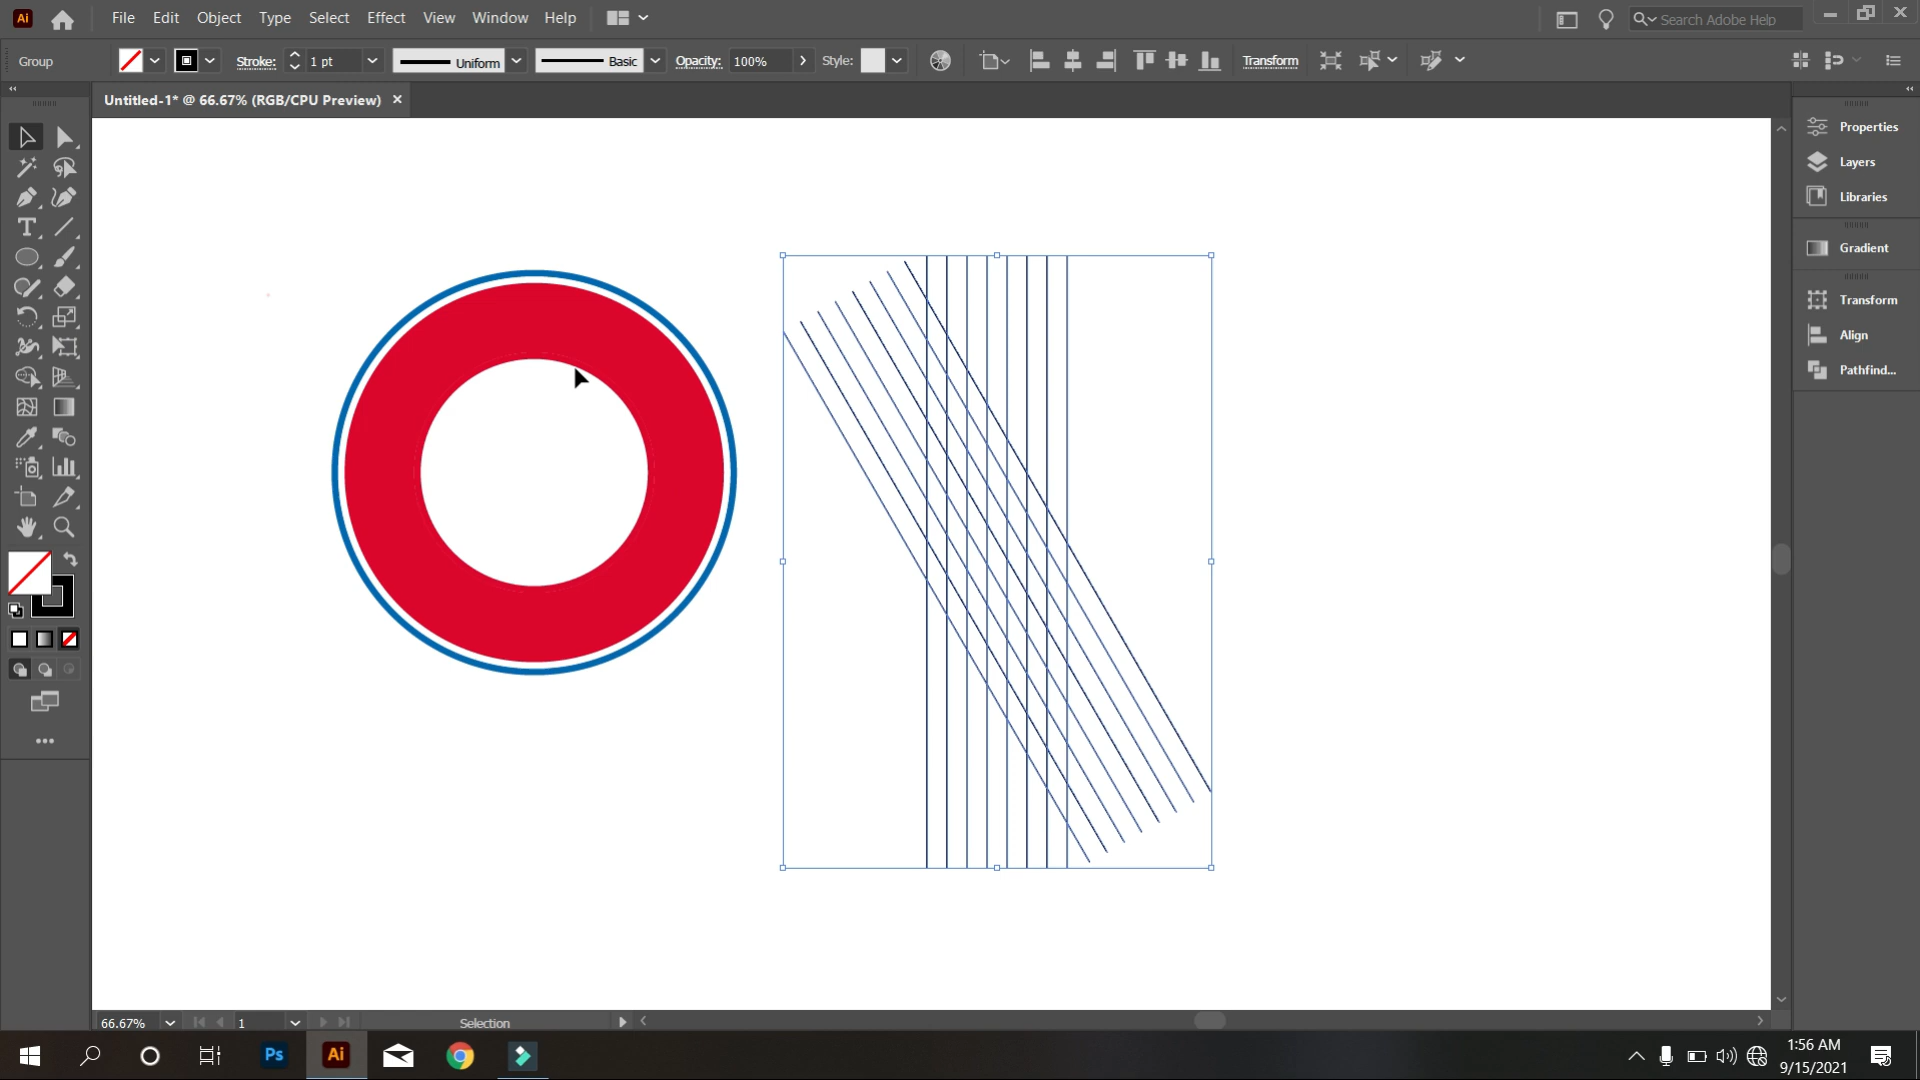 Ai File Edit Object Type Select Effect View Window Help Search Adobe Help
Group Stroke: 1 pt Uniform Basic Opacity: 100% Style: Transform
Untitled-1* @ 66.67% (RGB/CPU Preview) ×
Properties
Layers
Libraries
Gradient
Transform
Align
Pathfind...
66.67% 1 Selection
Ps Ai
1:56 AM
9/15/2021